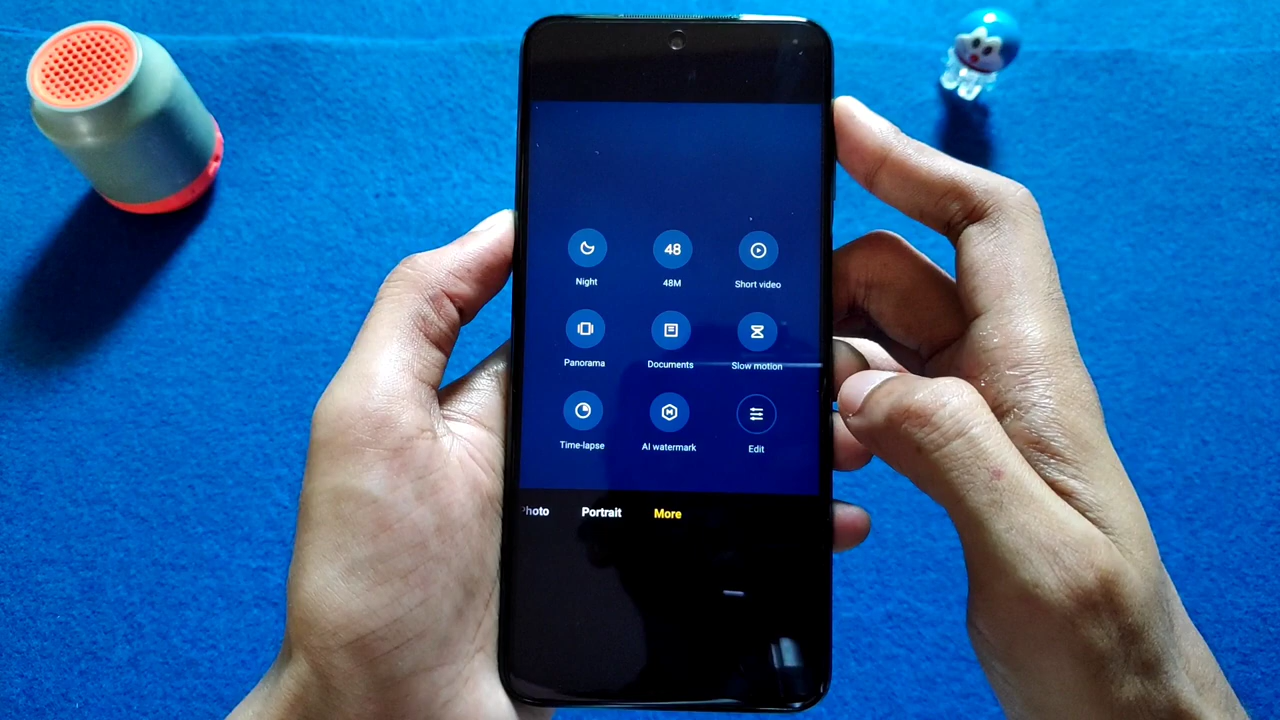 48
Night
48M
Short video
Panorama
Documents
Slow motion
Time-lapse
AI watermark
Edit
Photo
Portrait
More